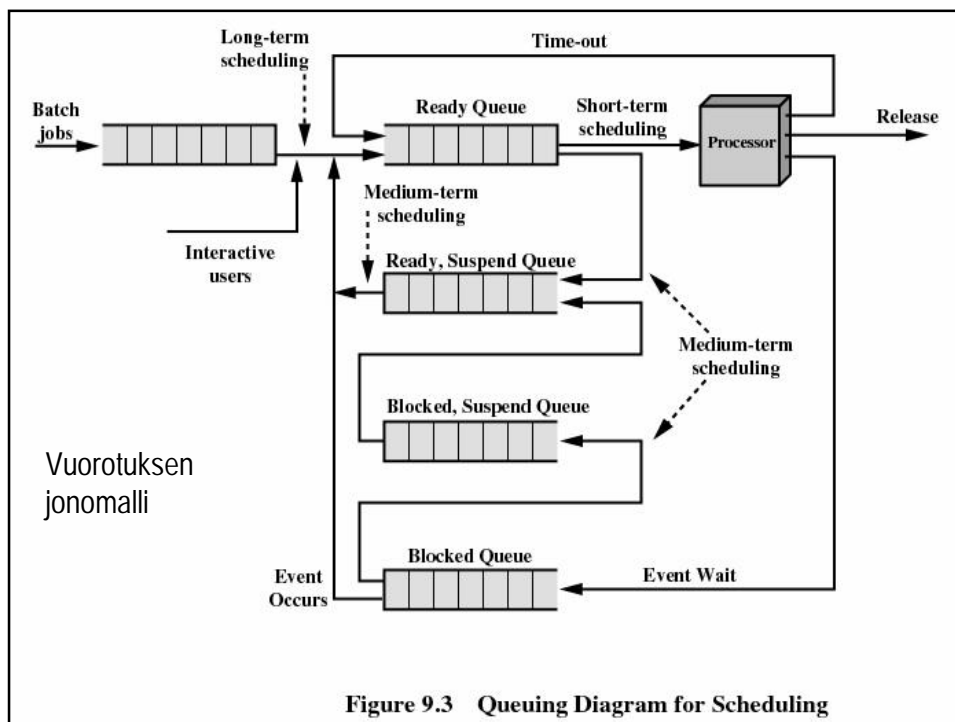 Long-term
scheduling
Time-out
Batch
jobs
Ready Queue
Short-term
scheduling
Processor
Release
Medium-term
scheduling
Interactive
users
Ready, Suspend Queue
Medium-term
scheduling
Blocked, Suspend Queue
Vuorotuksen
jonomalli
Blocked Queue
Event
Occurs
Event Wait
Figure 9.3 Queuing Diagram for Scheduling